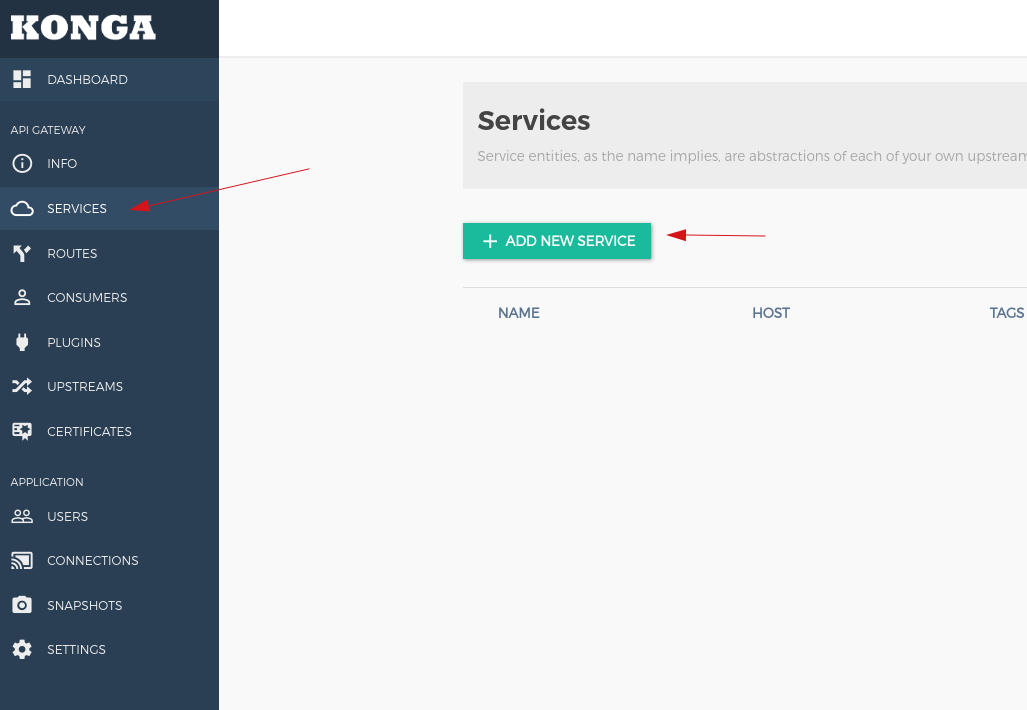 KONGA
DASHBOARD
API GATEWAY
INFO
SERVICES
ROUTES
CONSUMERS
PLUGINS
UPSTREAMS
CERTIFICATES
APPLICATION
USERS
CONNECTIONS
SNAPSHOTS
SETTINGS
Services
Service entities, as the name implies, are abstractions of each of your own upstream
ADD NEW SERVICE
NAME HOST TAGS